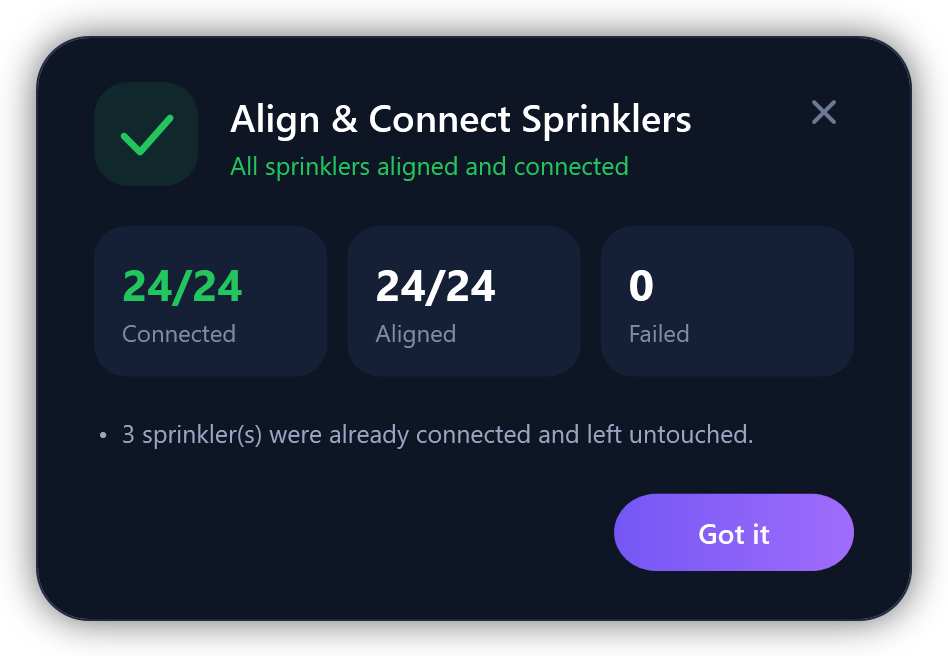 Align & Connect Sprinklers
All sprinklers aligned and connected
24/24
Connected
24/24
Aligned
0
Failed
• 3 sprinkler(s) were already connected and left untouched.
Got it